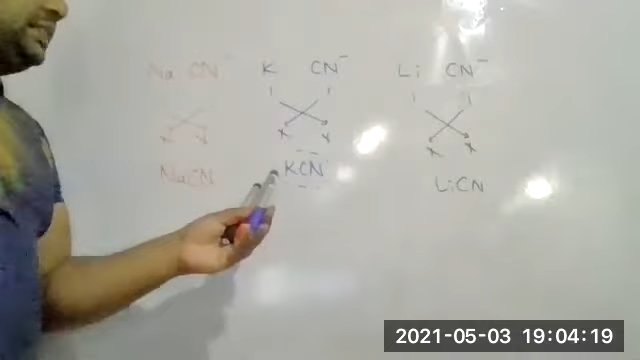 Na CN⁻ K CN⁻ Li CN⁻
1 1 1 1
NaCN KCN LiCN
2021-05-03 19:04:19